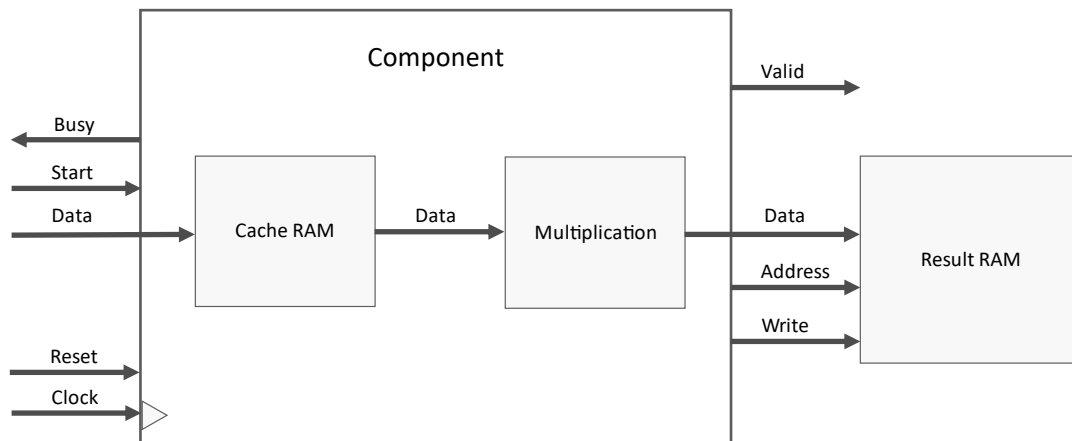 Component
Valid
Busy
Start
Data
Cache RAM
Data
Multiplication
Data
Address
Write
Result RAM
Reset
Clock